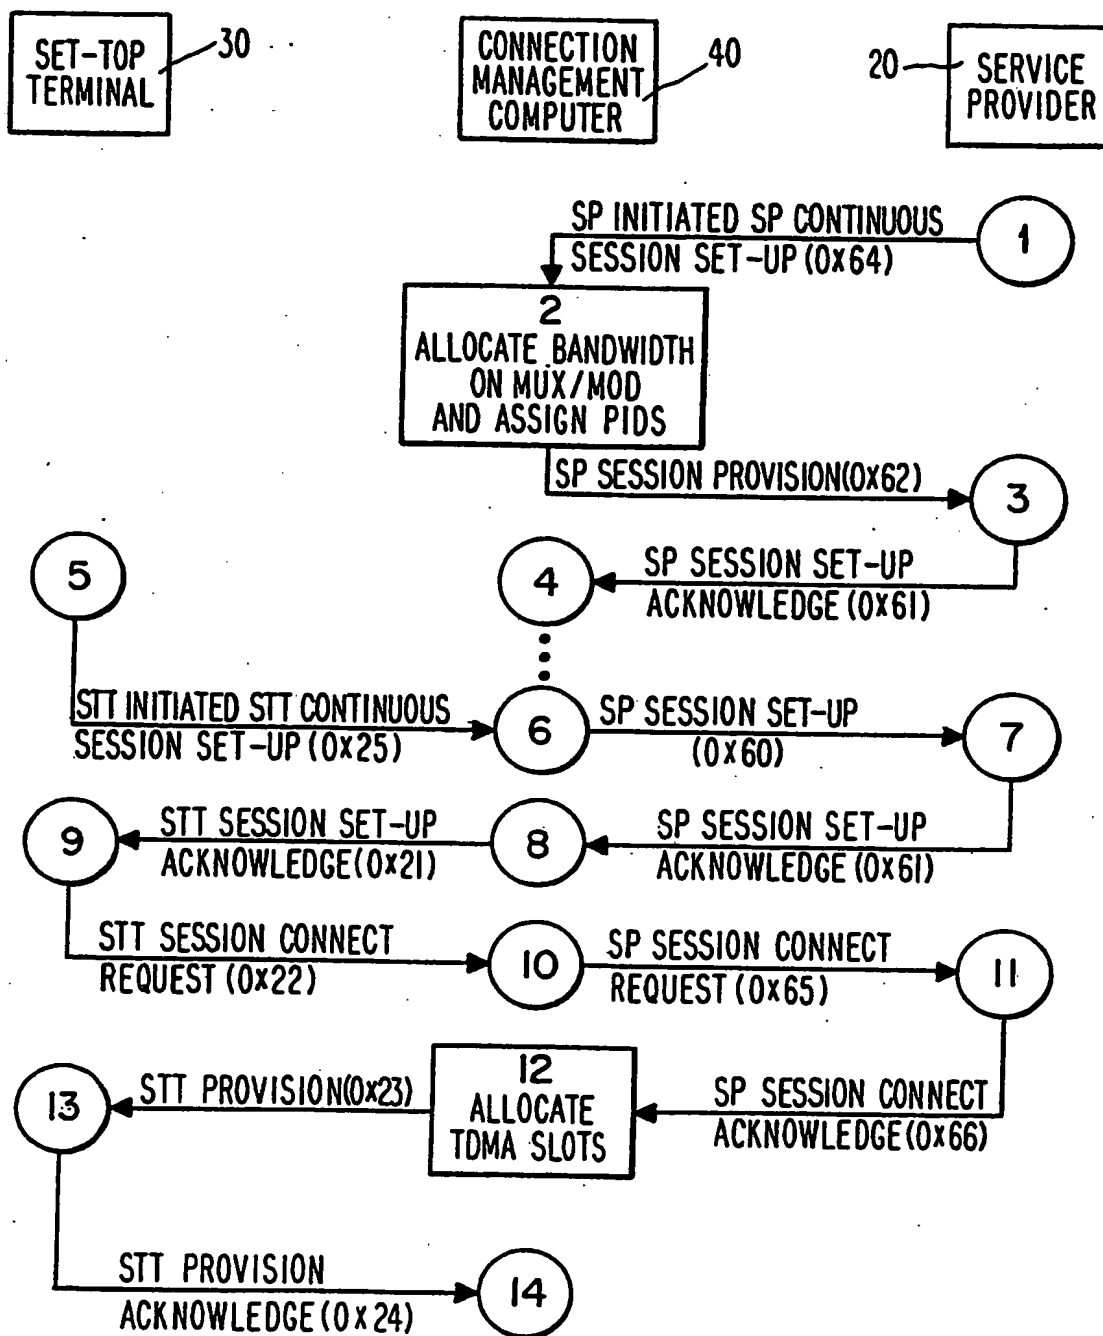 SET-TOP
TERMINAL
30
CONNECTION
MANAGEMENT
COMPUTER
40
20
SERVICE
PROVIDER
SP INITIATED SP CONTINUOUS
SESSION SET-UP (0X64)
1
2
ALLOCATE BANDWIDTH
ON MUX/MOD
AND ASSIGN PIDS
SP SESSION PROVISION(0X62)
3
SP SESSION SET-UP
ACKNOWLEDGE (0X61)
4
5
STT INITIATED STT CONTINUOUS
SESSION SET-UP (0X25)
6
SP SESSION SET-UP
(0X60)
7
SP SESSION SET-UP
ACKNOWLEDGE (0X61)
8
STT SESSION SET-UP
ACKNOWLEDGE(0X21)
9
STT SESSION CONNECT
REQUEST (0X22)
10
SP SESSION CONNECT
REQUEST (0X65)
11
SP SESSION CONNECT
ACKNOWLEDGE(0X66)
12
ALLOCATE
TDMA SLOTS
STT PROVISION(0X23)
13
STT PROVISION
ACKNOWLEDGE(0X24)
14